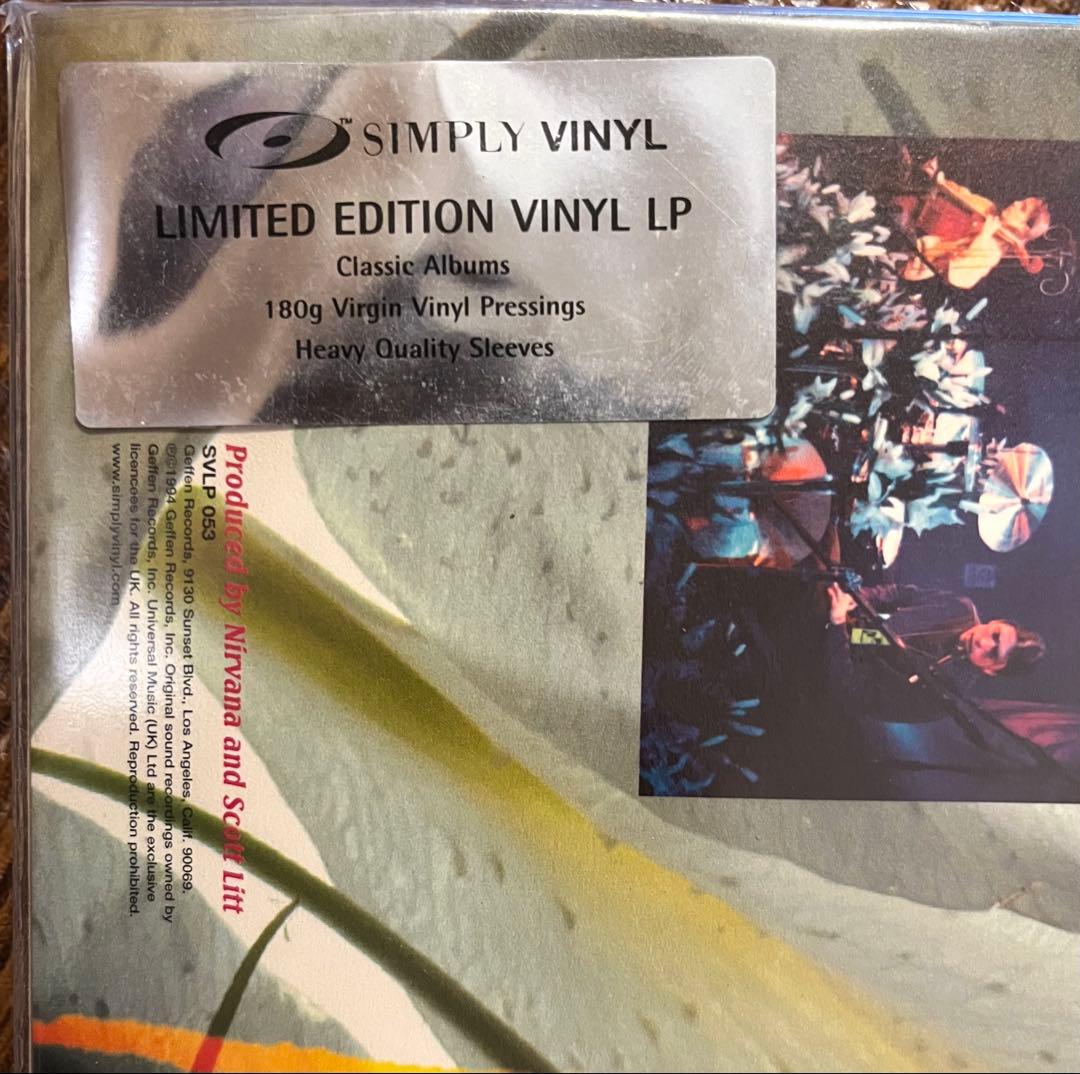 ™ SIMPLY VINYL
LIMITED EDITION VINYL LP
Classic Albums
180g Virgin Vinyl Pressings
Heavy Quality Sleeves
Produced by Nirvana and Scott Litt
SVLP 053
Geffen Records, 9130 Sunset Blvd., Los Angeles, Calif. 90069.
℗©1994 Geffen Records, Inc. Original sound recordings owned by
Geffen Records, Inc. Universal Music (UK) Ltd are the exclusive
licencees for the UK. All rights reserved. Reproduction prohibited.
www.simplyvinyl.com